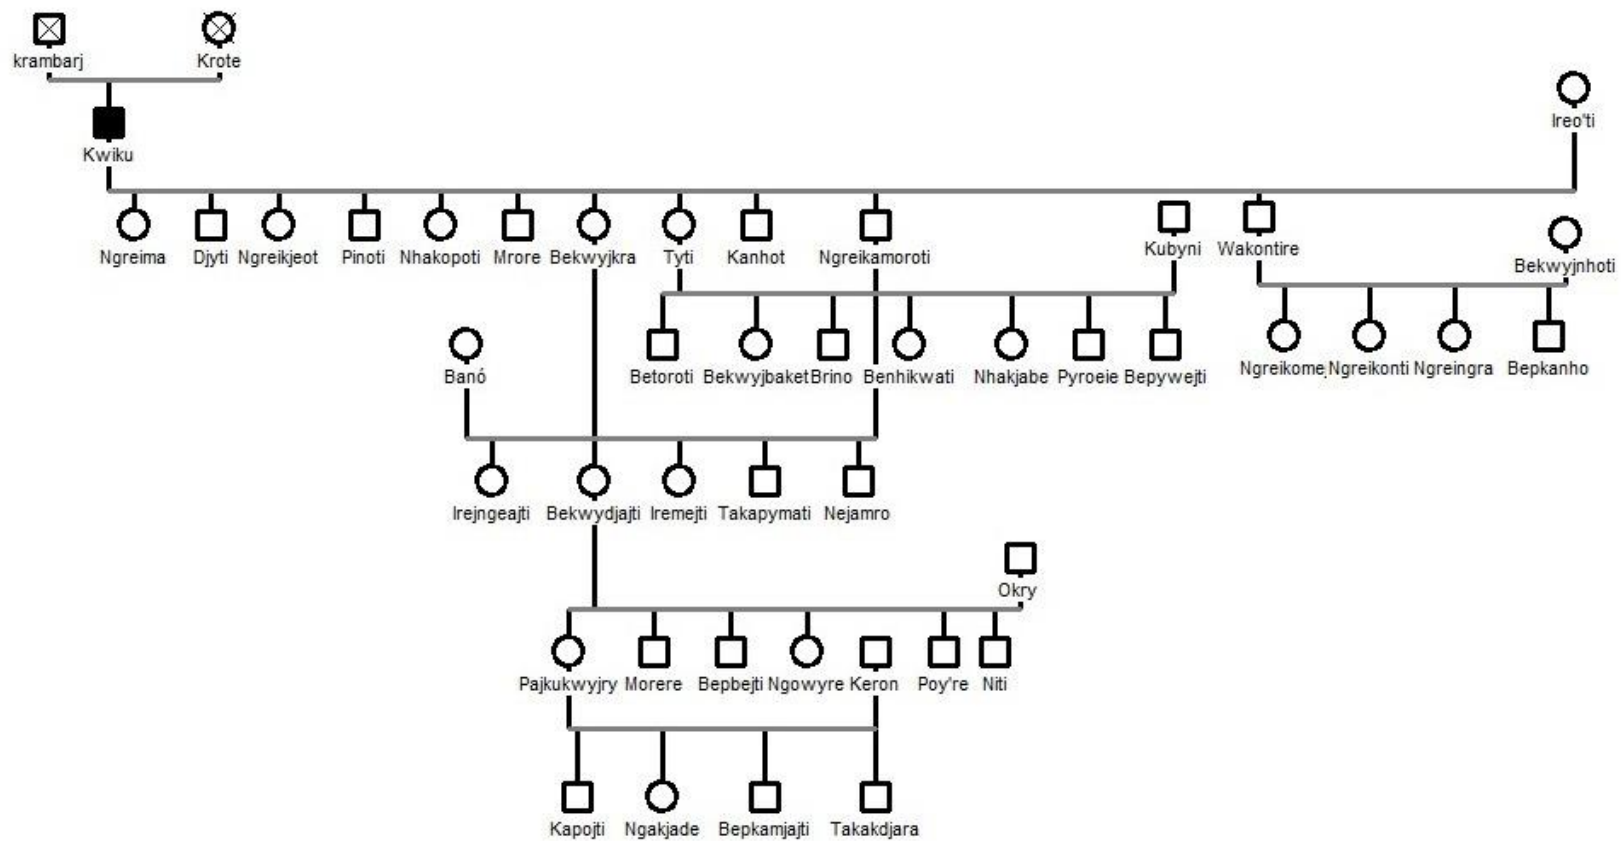 krambarj
Krote
Kwiku
Ireo'ti
Ngreima
Djyti
Ngreikjeot
Pinoti
Nhakopoti
Mrore
Bekwyjkra
Tyti
Kanhot
Ngreikamoroti
Kubyni
Wakontire
Bekwyjnhoti
Banó
Betoroti
Bekwyjbaket
Brino
Benhikwati
Nhakjabe
Pyroeie
Bepywejti
Ngreikomej
Ngreikonti
Ngreingra
Bepkanho
Irejngeajti
Bekwydjajti
Iremejti
Takapymati
Nejamro
Okry
Pajkukwyjry
Morere
Bepbejti
Ngowyre
Keron
Poy're
Niti
Kapojti
Ngakjade
Bepkamjajti
Takakdjara